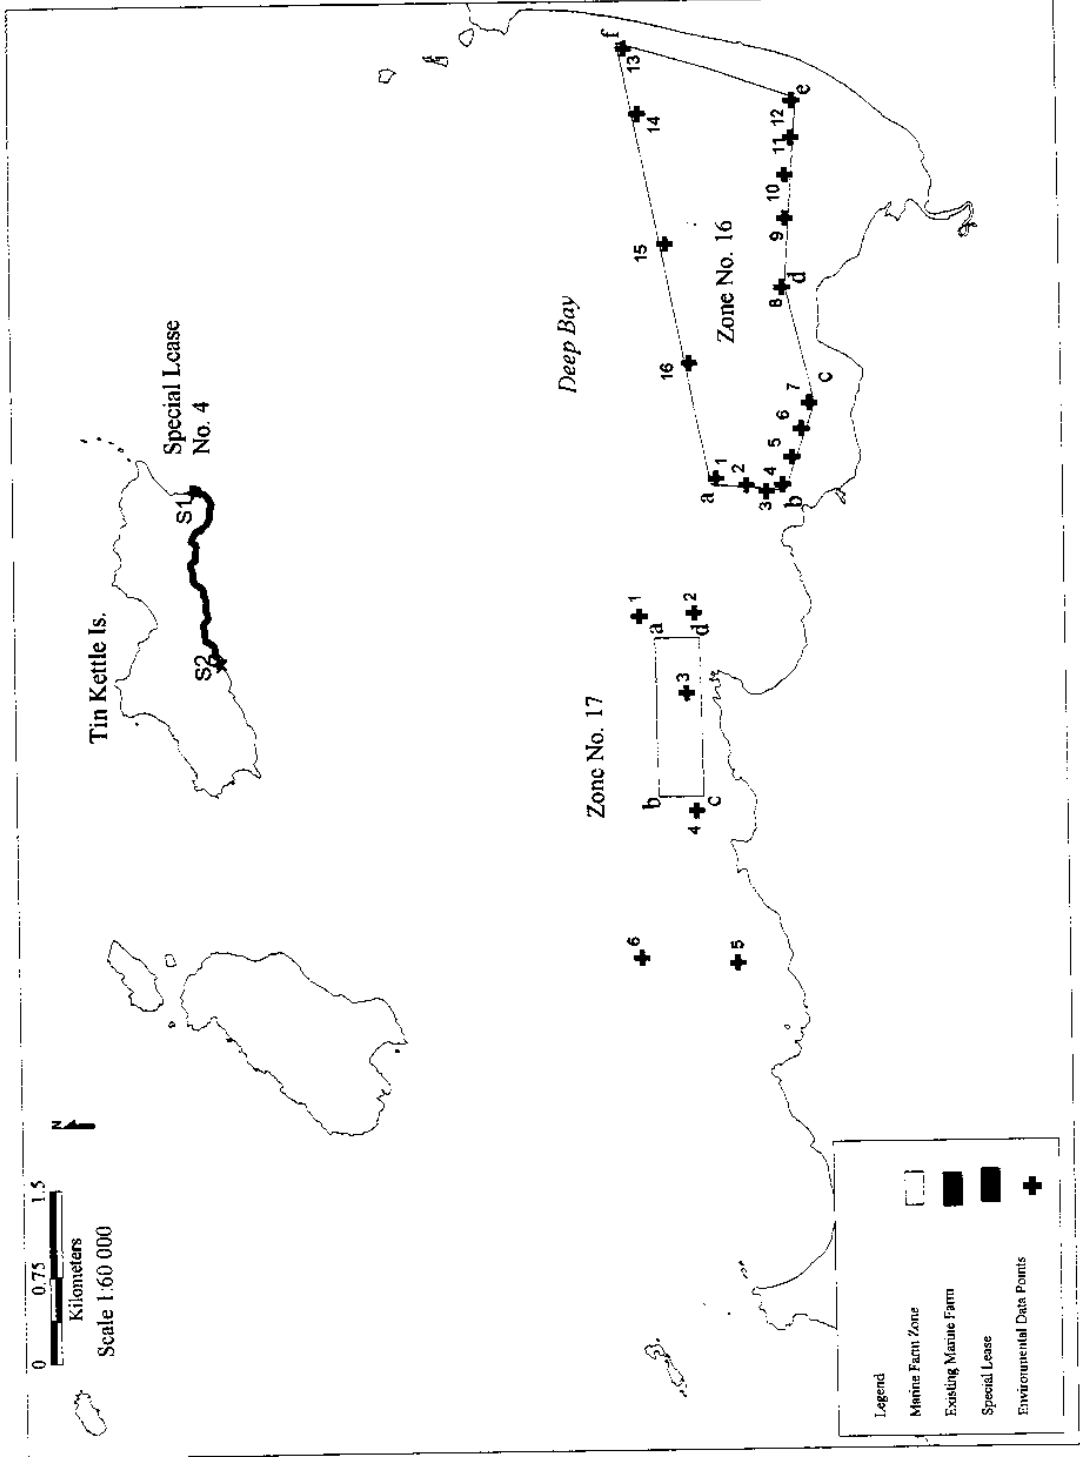 0 0.75 1.5
Kilometers
Scale 1:60 000
N
Tin Kettle Is.
Special Lease
No. 4
S2
S1
Deep Bay
Zone No. 17
b
a
c
d
1
2
3
4
5
6
Zone No. 16
a
b
c
d
e
f
1
2
3
4
5
6
7
8
9
10
11
12
13
14
15
16
Legend
Marine Farm Zone
Existing Marine Farm
Special Lease
Environmental Data Points